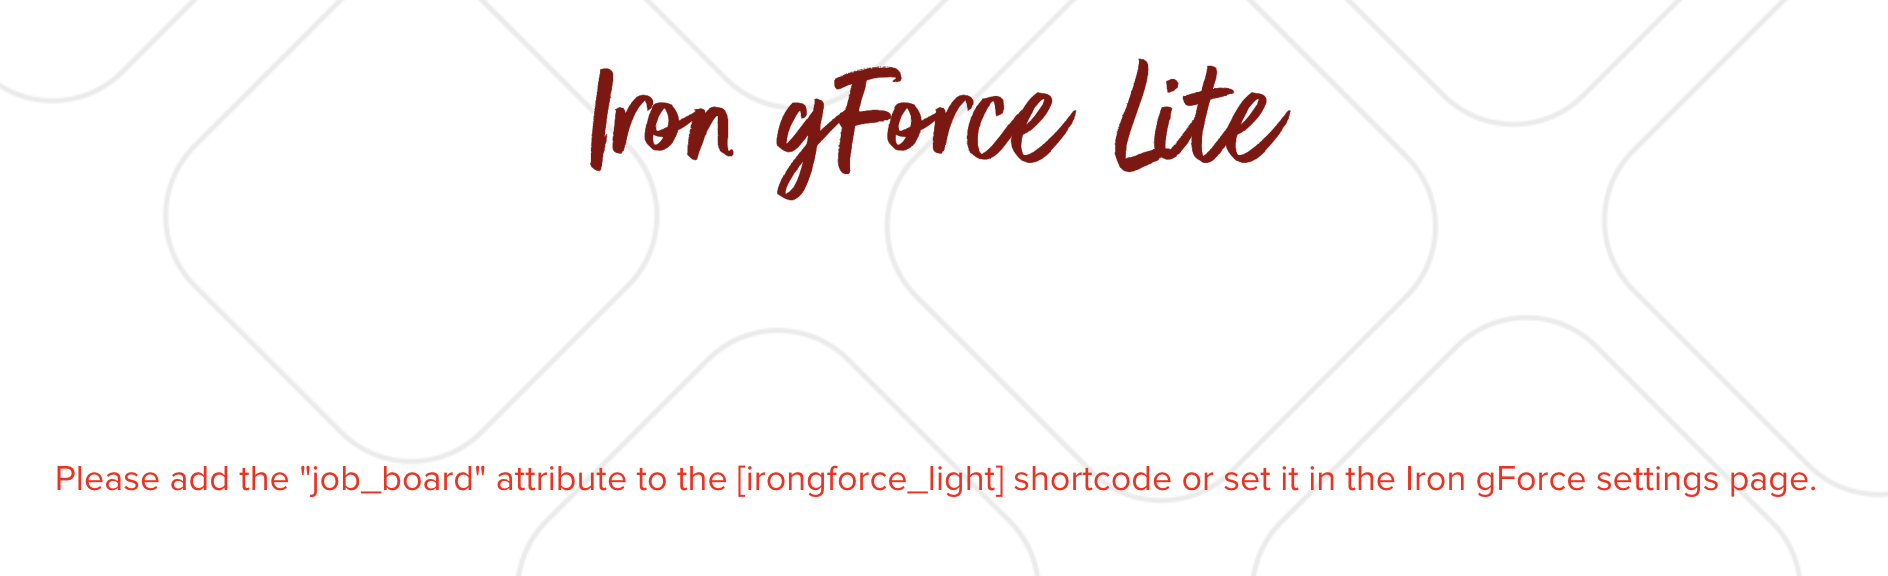 Iron gForce Lite
Please add the "job_board" attribute to the [irongforce_light] shortcode or set it in the Iron gForce settings page.